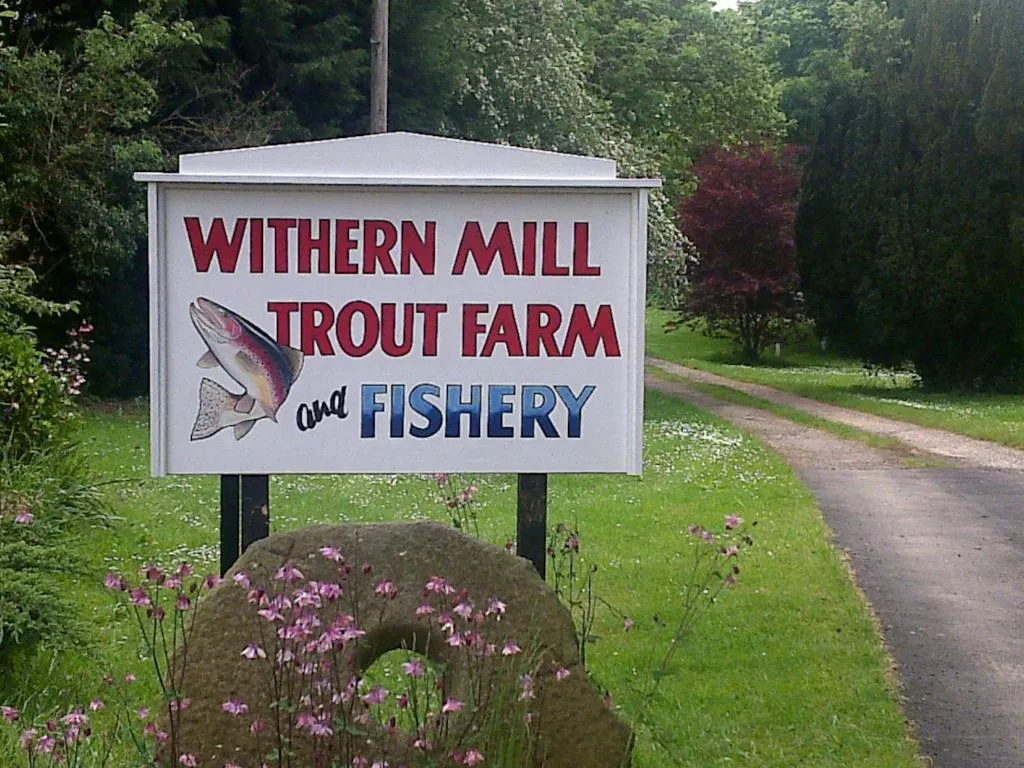 WITHERN MILL
TROUT FARM
and FISHERY